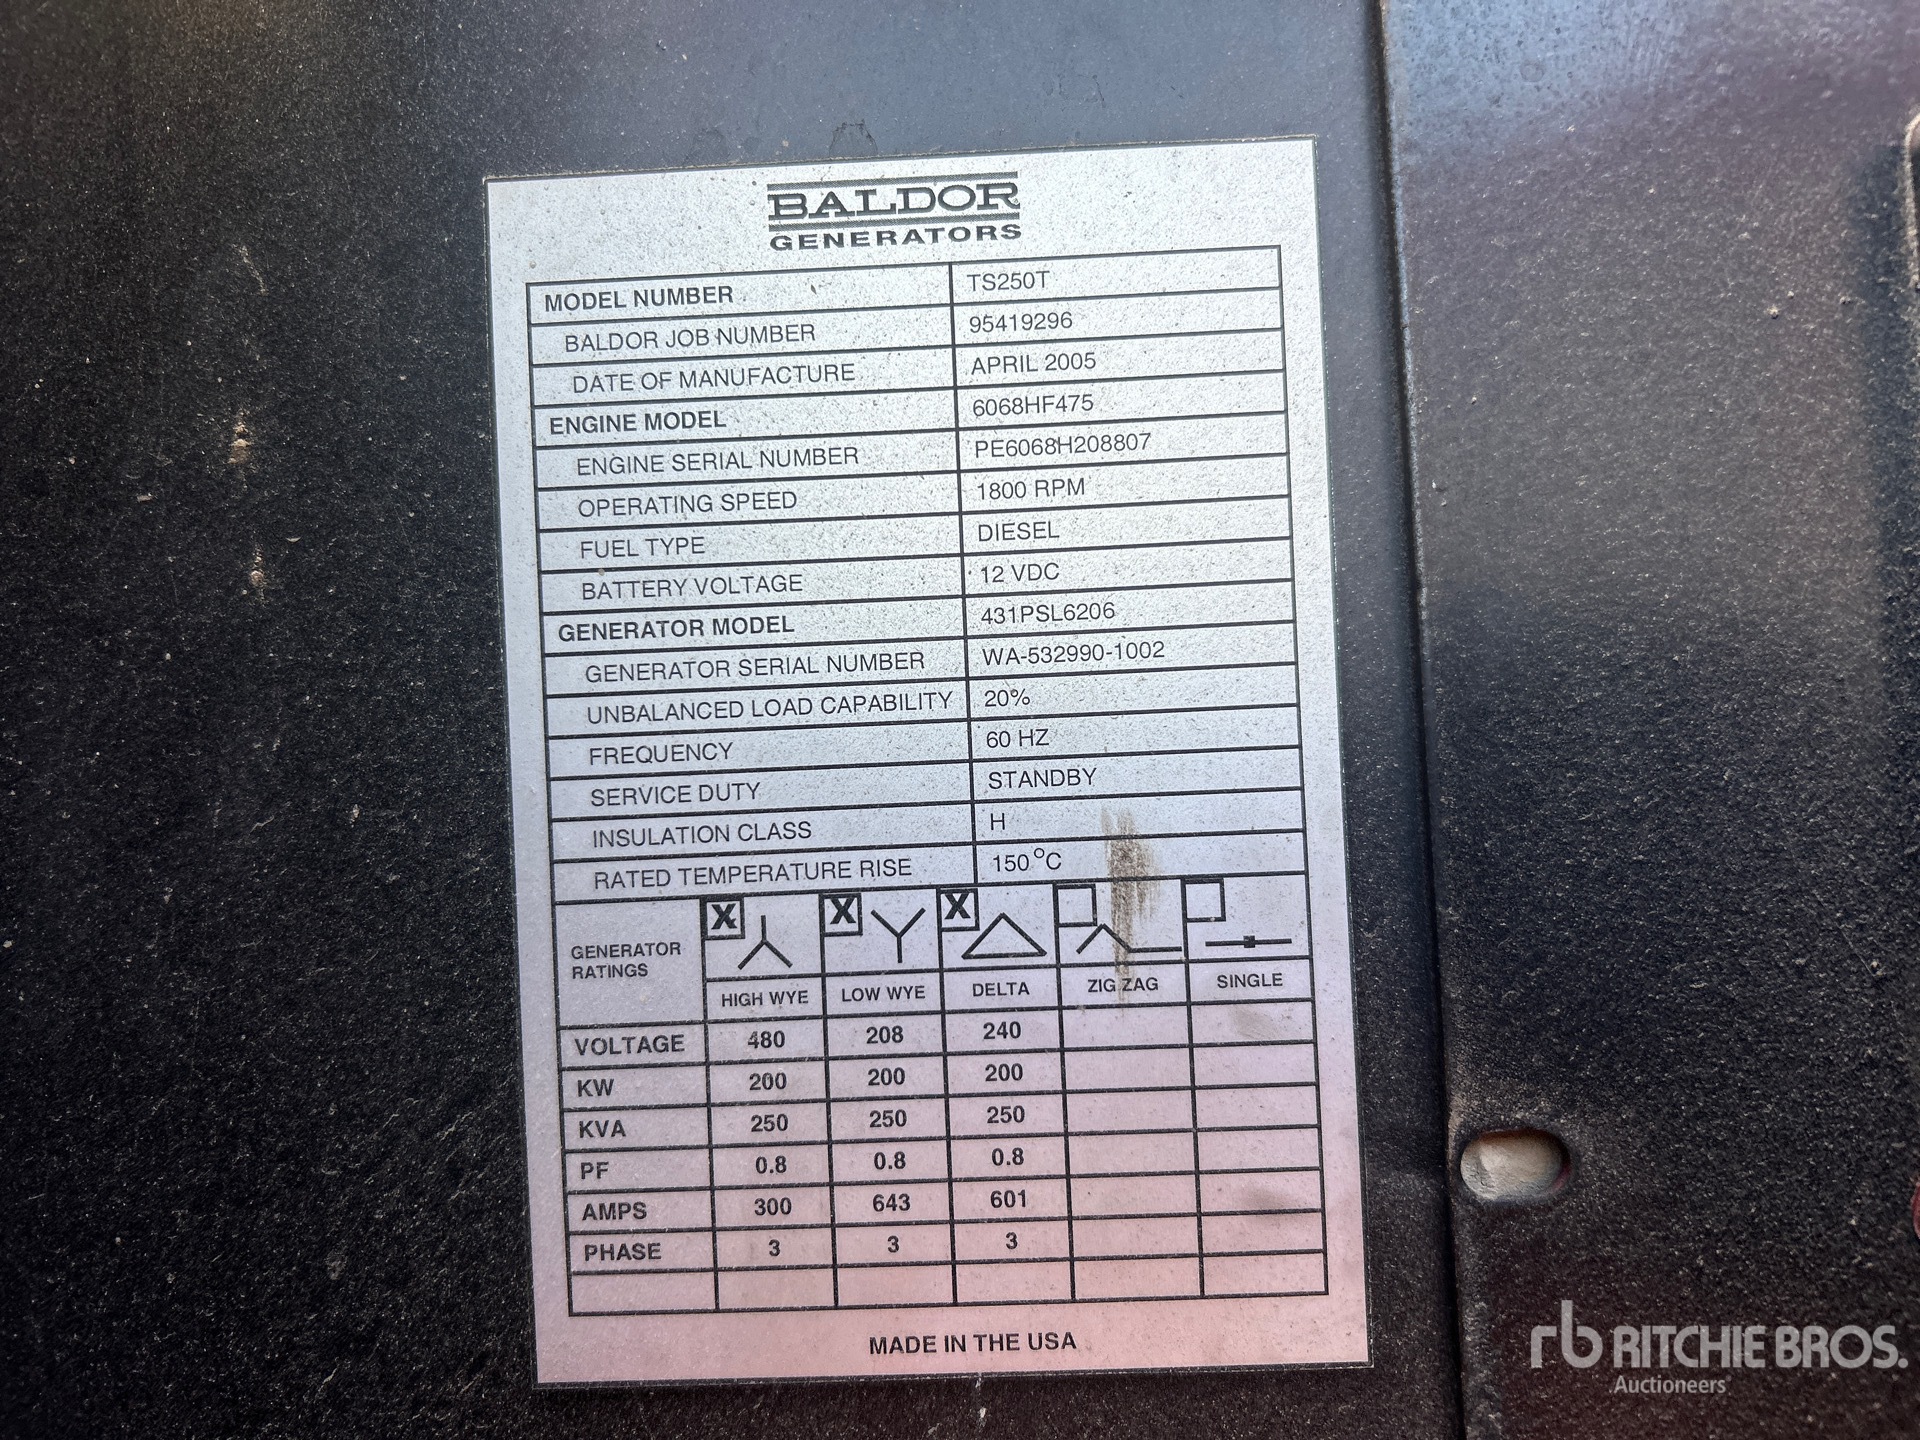 BALDOR
GENERATORS
MODEL NUMBER TS250T
BALDOR JOB NUMBER 95419296
DATE OF MANUFACTURE APRIL 2005
ENGINE MODEL 6068HF475
ENGINE SERIAL NUMBER PE6068H208807
OPERATING SPEED 1800 RPM
FUEL TYPE DIESEL
BATTERY VOLTAGE 12 VDC
GENERATOR MODEL 431PSL6206
GENERATOR SERIAL NUMBER WA-532990-1002
UNBALANCED LOAD CAPABILITY 20%
FREQUENCY 60 HZ
SERVICE DUTY STANDBY
INSULATION CLASS H
RATED TEMPERATURE RISE 150 °C
X X X
GENERATOR
RATINGS
HIGH WYE LOW WYE DELTA ZIG ZAG SINGLE
VOLTAGE 480 208 240
KW 200 200 200
KVA 250 250 250
PF 0.8 0.8 0.8
AMPS 300 643 601
PHASE 3 3 3
MADE IN THE USA
rb RITCHIE BROS.
Auctioneers